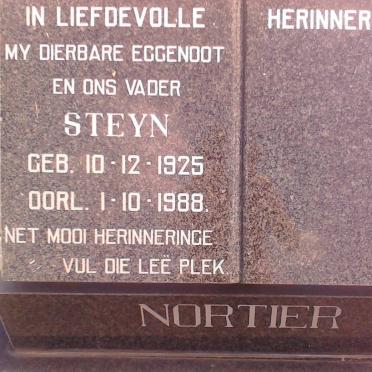 IN LIEFDEVOLLE HERINNER
MY DIERBARE EGGENOOT
EN ONS VADER
STEYN
GEB. 10-12-1925
OORL. 1-10-1988.
NET MOOI HERINNERINGE
VUL DIE LEË PLEK
NORTIER